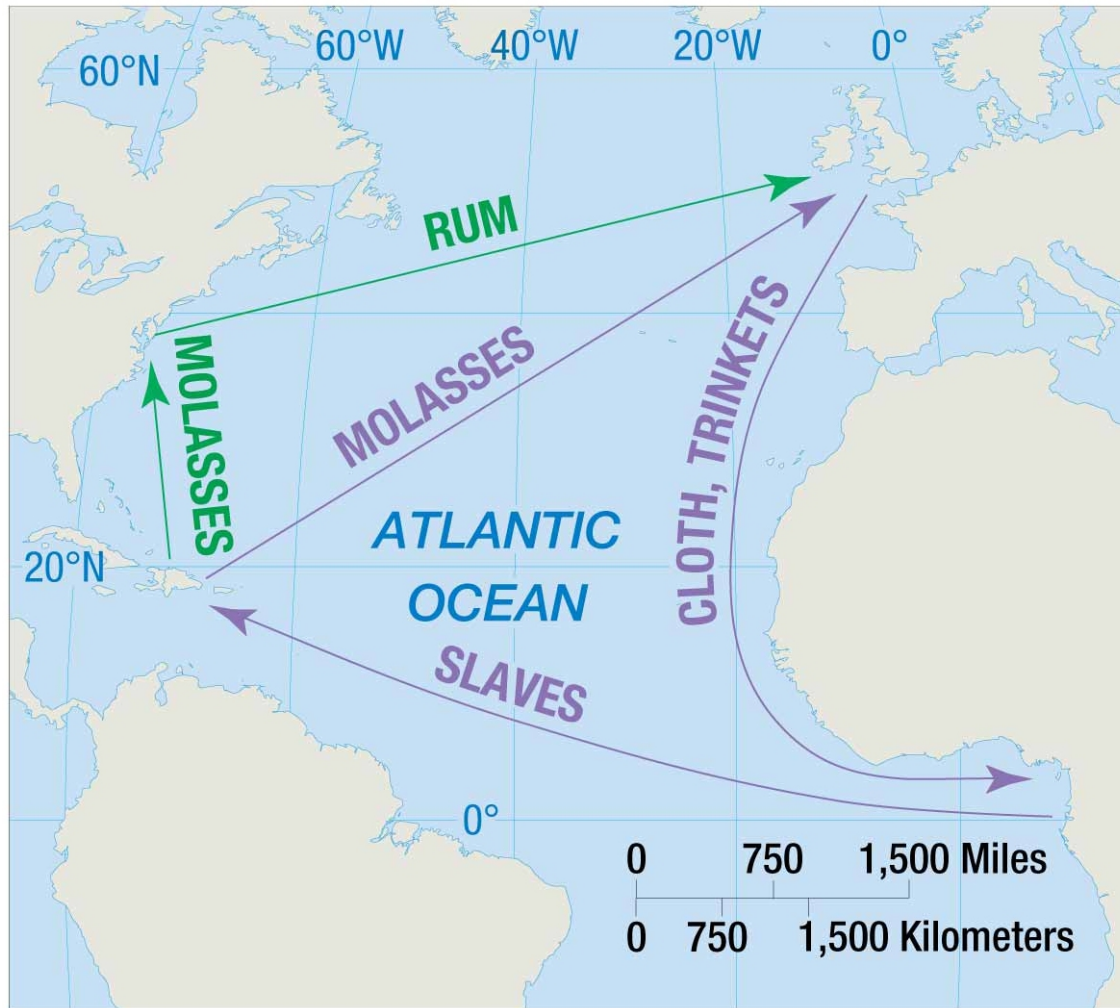 60°W 40°W 20°W 0°
60°N
RUM
MOLASSES
MOLASSES
CLOTH, TRINKETS
ATLANTIC
OCEAN
20°N
SLAVES
0°
0 750 1,500 Miles
0 750 1,500 Kilometers